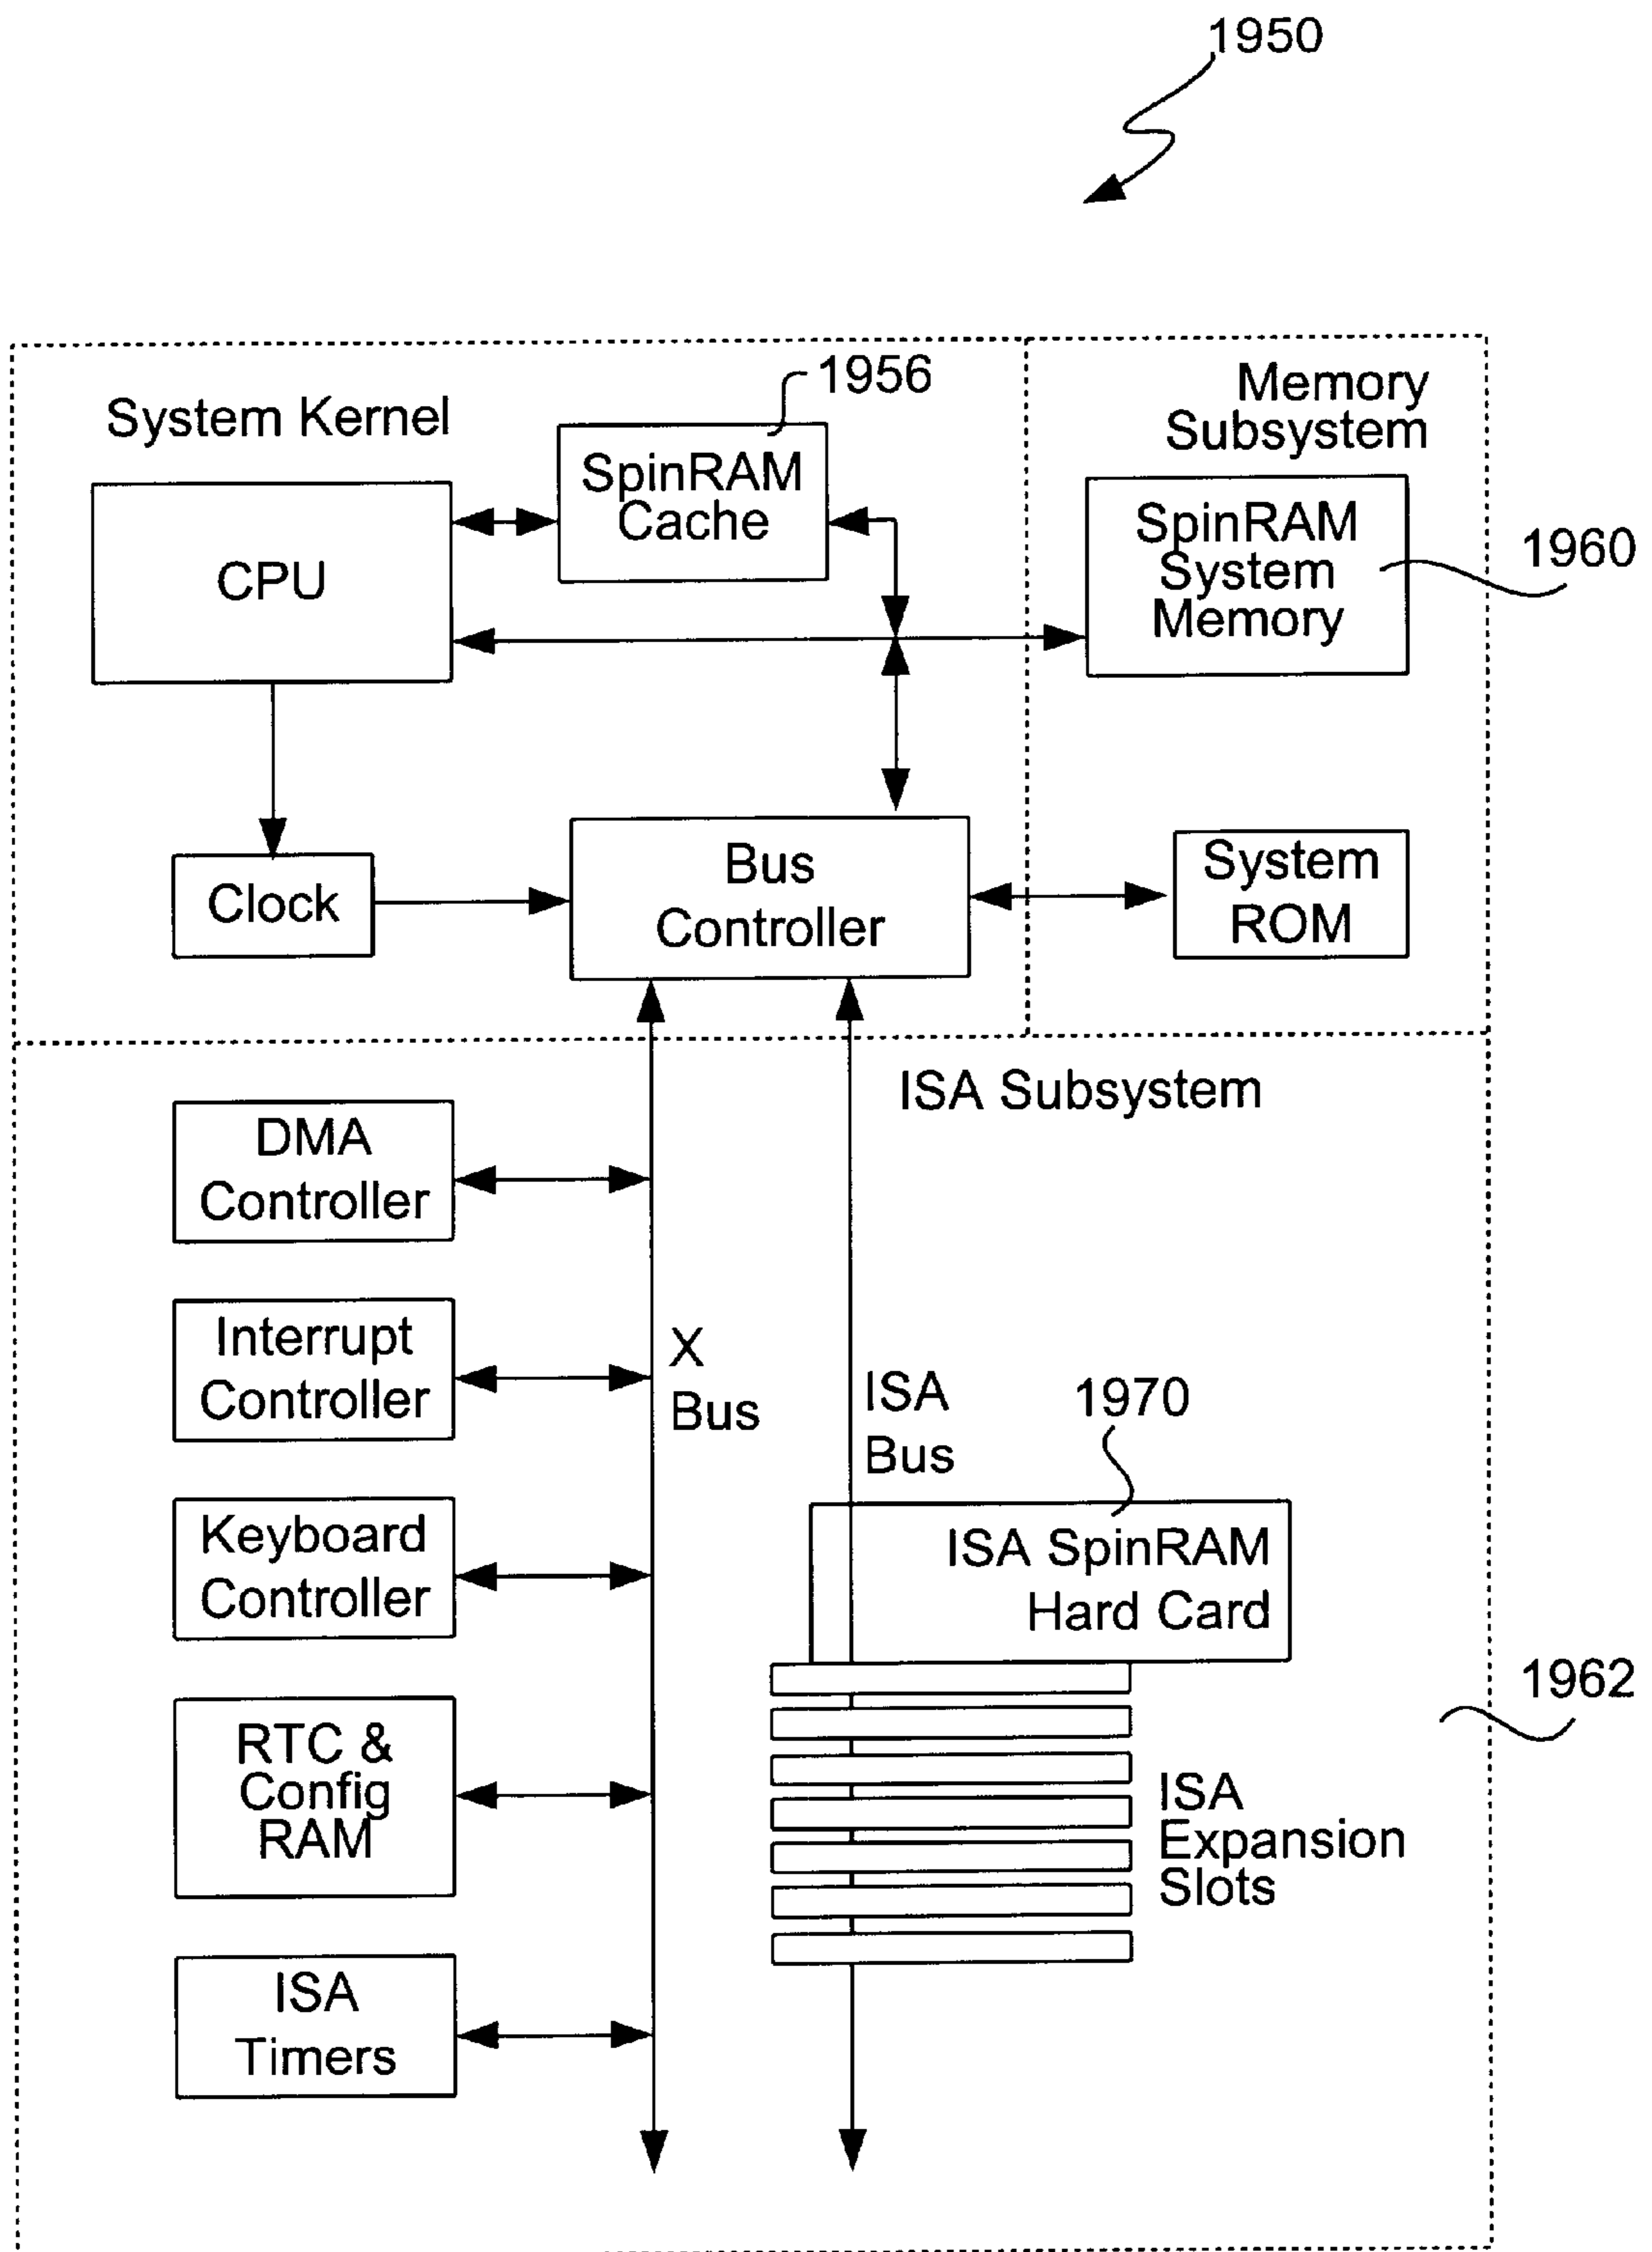 1950
System Kernel
1956
Memory
Subsystem
SpinRAM
Cache
CPU
SpinRAM
System
Memory
1960
Clock
Bus
Controller
System
ROM
ISA Subsystem
DMA
Controller
Interrupt
Controller
X
Bus
ISA
Bus
1970
Keyboard
Controller
ISA SpinRAM
Hard Card
1962
RTC &
Config
RAM
ISA
Expansion
Slots
ISA
Timers